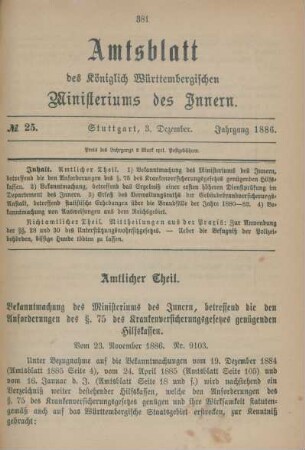 381
Amtsblatt
des Königlich Württembergischen
Ministeriums des Innern.
№ 25. Stuttgart, 3. Dezember. Jahrgang 1886.
Preis des Jahrgangs 2 Mark excl. Postgebühren.
Inhalt. Amtlicher Theil. 1) Bekanntmachung des Ministeriums des Innern,
betreffend die den Anforderungen des §. 75 des Krankenversicherungsgesetzes genügenden Hilfs-
kassen. 2) Bekanntmachung, betreffend das Ergebniß einer ersten höheren Dienstprüfung im
Departement des Innern. 3) Erlaß des Verwaltungsraths der Gebäudebrandversicherungs-
Anstalt, betreffend statistische Erhebungen über die Brandfälle der Jahre 1880—85. 4) Be-
kanntmachung von Ausweisungen aus dem Reichsgebiet.
Nichtamtlicher Theil. Mittheilungen aus der Praxis: Zur Anwendung
der §§. 28 und 30 des Unterstützungswohnsitzgesetzes. — Ueber die Befugniß der Polizei-
behörden, bissige Hunde tödten zu lassen.
Amtlicher Theil.
Bekanntmachung des Ministeriums des Innern, betreffend die den
Anforderungen des §. 75 des Krankenversicherungsgesetzes genügenden
Hilfskassen.
Vom 23. November 1886. Nr. 9103.
Unter Bezugnahme auf die Bekanntmachungen vom 19. Dezember 1884
(Amtsblatt 1885 Seite 4), vom 24. April 1885 (Amtsblatt Seite 105) und
vom 16. Januar d. J. (Amtsblatt Seite 18 und f.) wird nachstehend ein
Verzeichniß weiter bestehender Hilfskassen, welche den Anforderungen des
§. 75 des Krankenversicherungsgesetzes genügen und ihre Wirksamkeit statuten-
gemäß auch auf das Württembergische Staatsgebiet erstrecken, zur Kenntniß
gebracht: